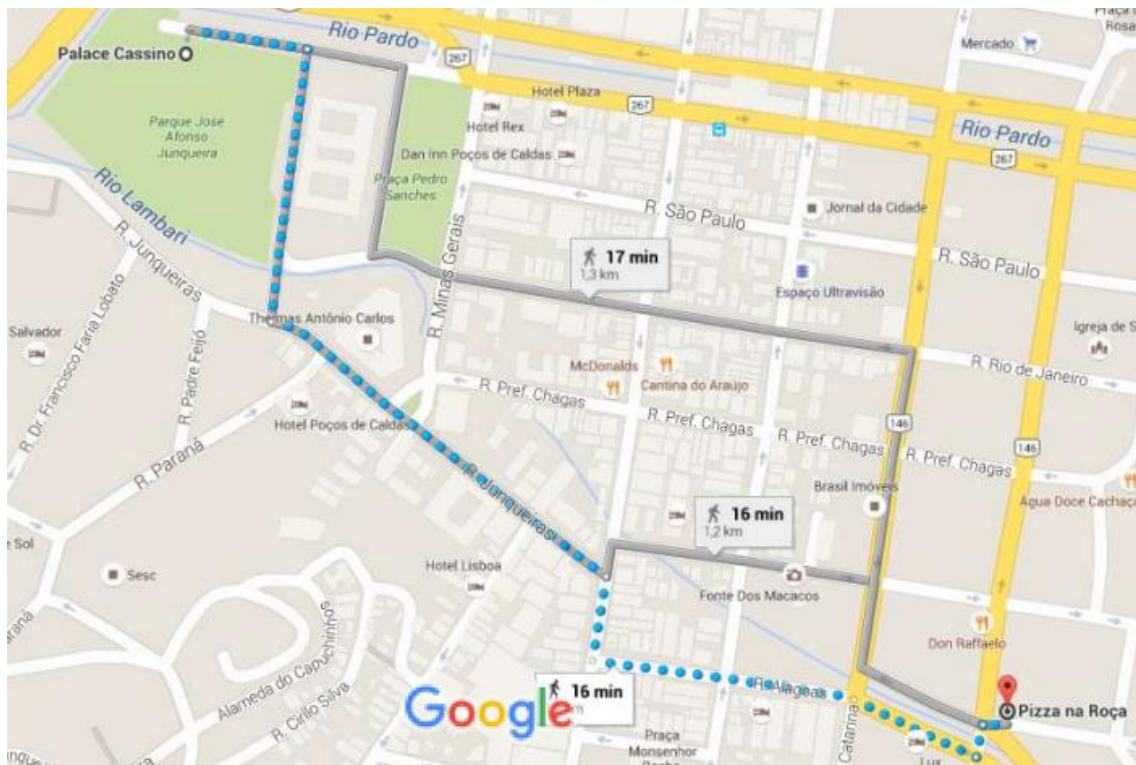 Praça d
Rosa
Rio Pardo
267
Mercado
Palace Cassino
Hotel Plaza
267
Parque José
Afonso
Junqueira
Hotel Rex
Rio Pardo
267
Dan Inn Poços de Caldas
Praça Pedro
Sanches
Rio Lambari
R. São Paulo
Jornal da Cidade
R. Junqueiras
17 min
1,3 km
R. São Paulo
Espaço Ultravisão
R. Minas Gerais
Salvador
R. Dr. Francisco Faria Lobato
R. Padre Feijó
Thermas Antônio Carlos
Igreja de S
McDonalds
Cantina do Araújo
R. Rio de Janeiro
R. Pref. Chagas
R. Pref. Chagas
R. Pref. Chagas
R. Pref. Chagas
146
146
Hotel Poços de Caldas
R. Paraná
Brasil Imóveis
Água Doce Cachaça
R. Junqueiras
16 min
1,2 km
e Sol
Sesc
Hotel Lisboa
Fonte Dos Macacos
araná
Don Raffaelo
Alameda do Capuchinhos
R. Cirilo Silva
16 min
m
Google
R. Alagoas
Pizza na Roça
Praça
Monsenhor
Catarina
Lux